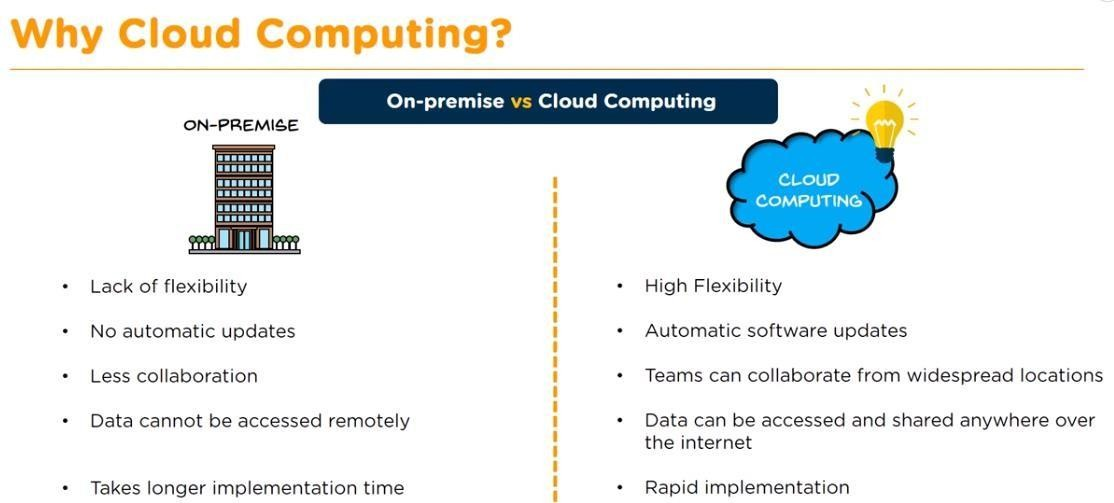 Why Cloud Computing?
On-premise vs Cloud Computing
ON-PREMISE
• Lack of flexibility
• No automatic updates
• Less collaboration
• Data cannot be accessed remotely
• Takes longer implementation time
CLOUD
COMPUTING
• High Flexibility
• Automatic software updates
• Teams can collaborate from widespread locations
• Data can be accessed and shared anywhere over
the internet
• Rapid implementation